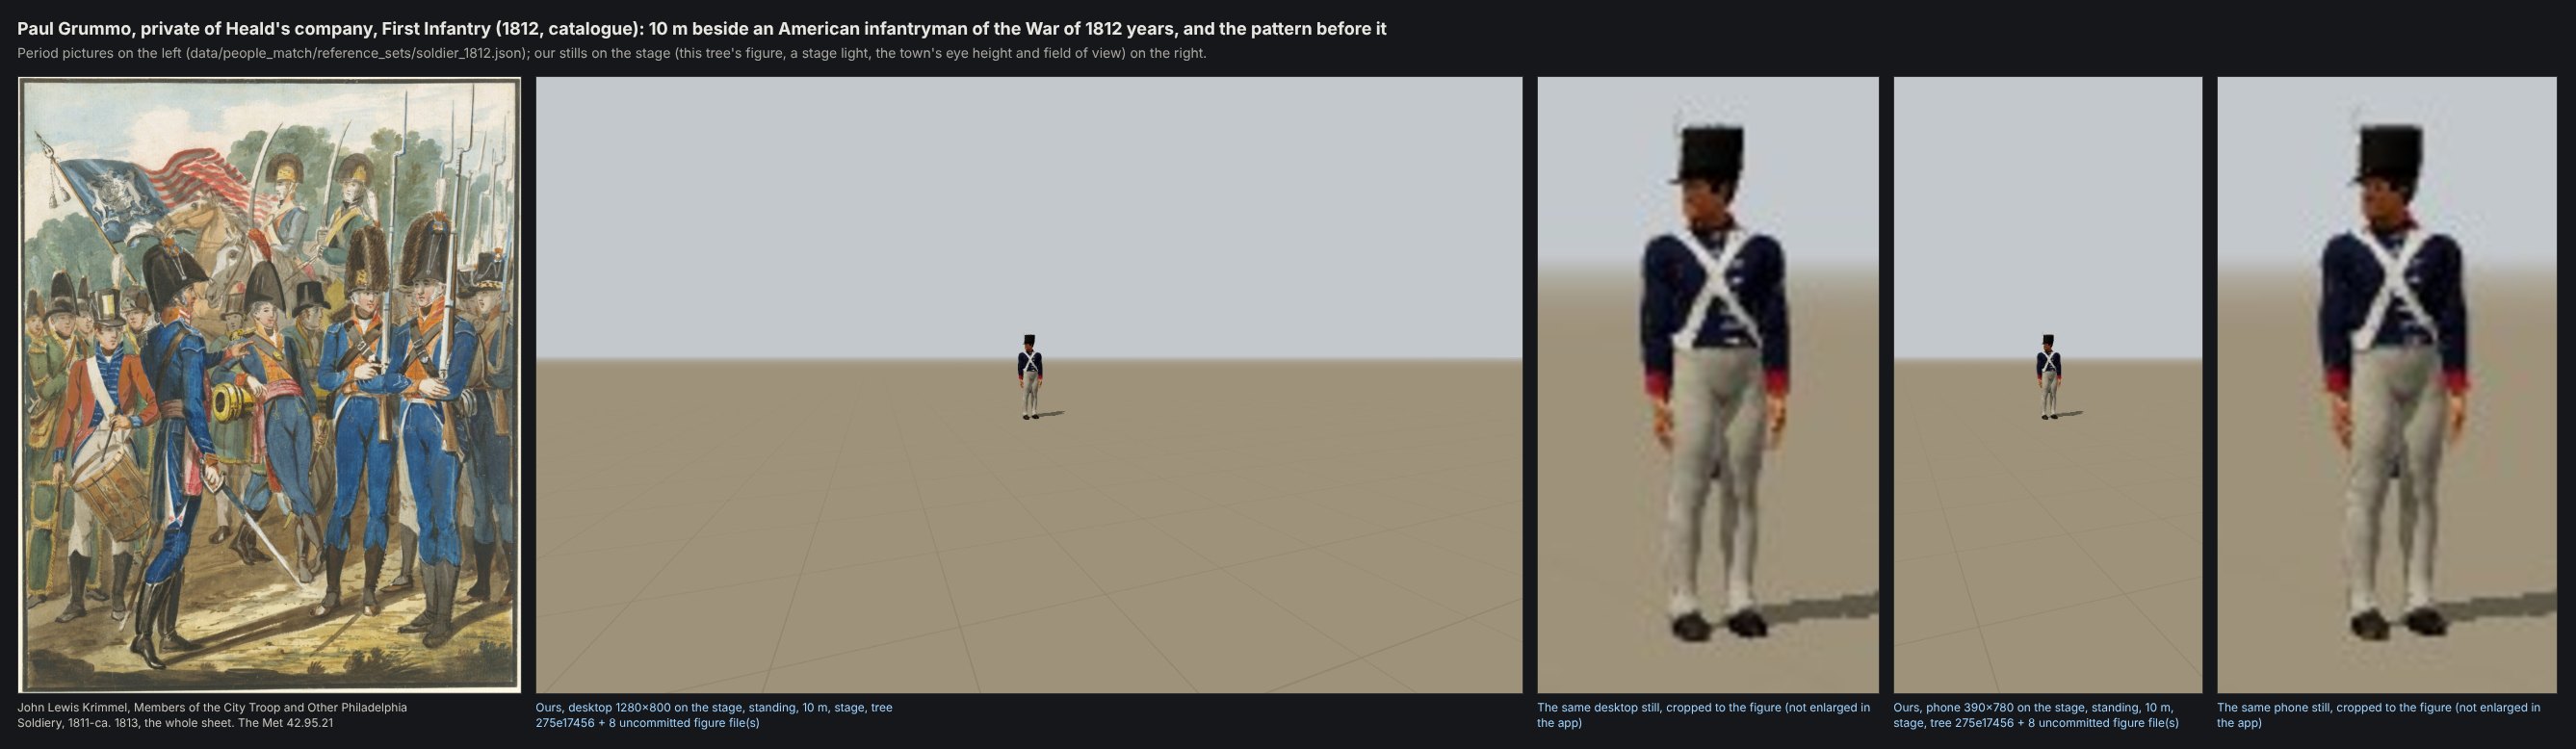 Paul Grummo, private of Heald's company, First Infantry (1812, catalogue): 10 m beside an American infantryman of the War of 1812 years, and the pattern before it
Period pictures on the left (data/people_match/reference_sets/soldier_1812.json); our stills on the stage (this tree's figure, a stage light, the town's eye height and field of view) on the right.
John Lewis Krimmel, Members of the City Troop and Other Philadelphia
Soldiery, 1811-ca. 1813, the whole sheet. The Met 42.95.21
Ours, desktop 1280×800 on the stage, standing, 10 m, stage, tree
275e17456 + 8 uncommitted figure file(s)
The same desktop still, cropped to the figure (not enlarged in
the app)
Ours, phone 390×780 on the stage, standing, 10 m,
stage, tree 275e17456 + 8 uncommitted figure file(s)
The same phone still, cropped to the figure (not enlarged in
the app)